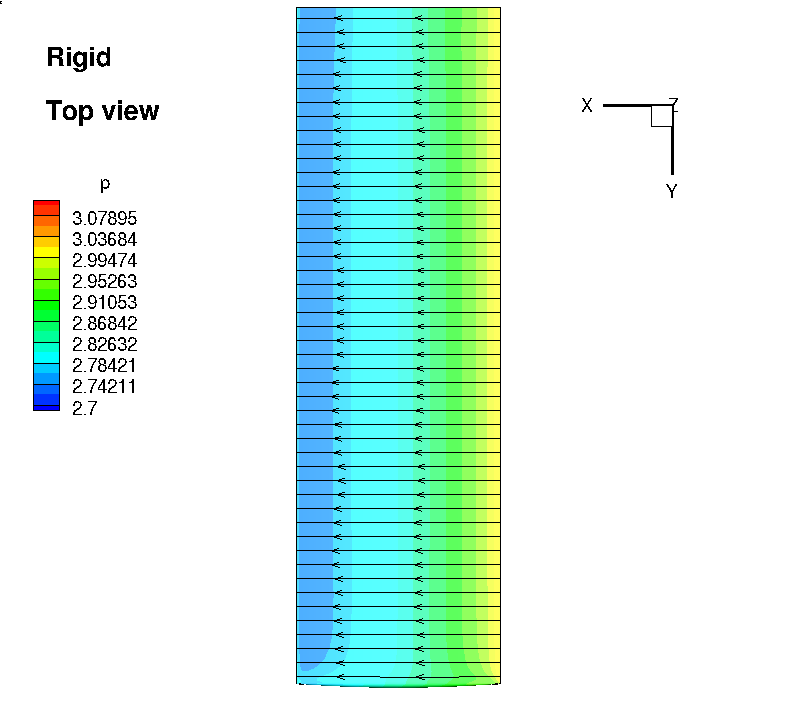 Rigid
Top view
p
3.07895
3.03684
2.99474
2.95263
2.91053
2.86842
2.82632
2.78421
2.74211
2.7
X
Z
Y